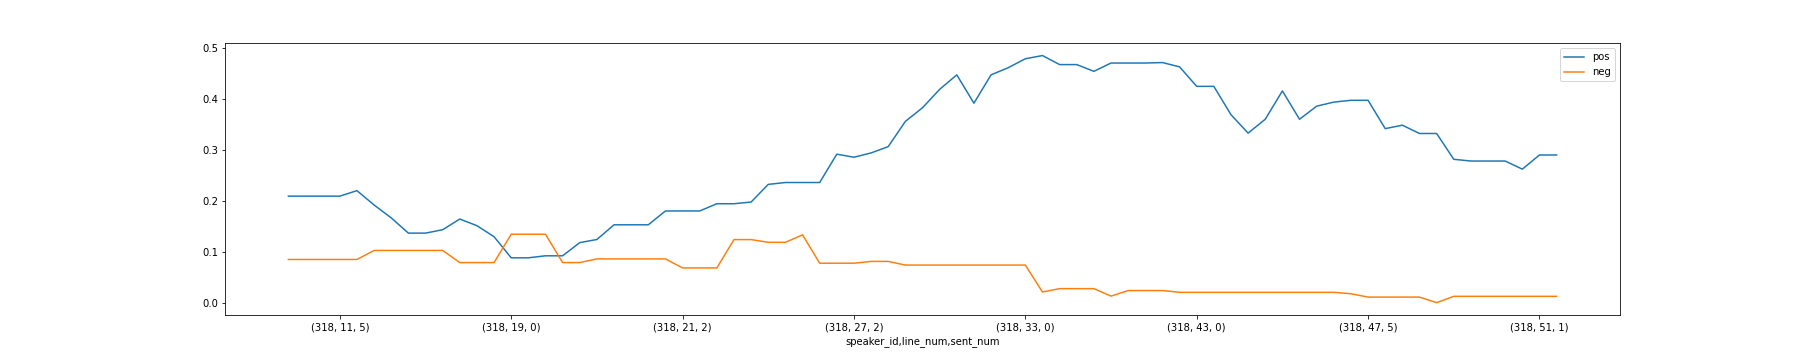 0.5
0.4
0.3
0.2
0.1
0.0
pos
neg
(318, 11, 5) (318, 19, 0) (318, 21, 2) (318, 27, 2) (318, 33, 0) (318, 43, 0) (318, 47, 5) (318, 51, 1)
speaker_id,line_num,sent_num